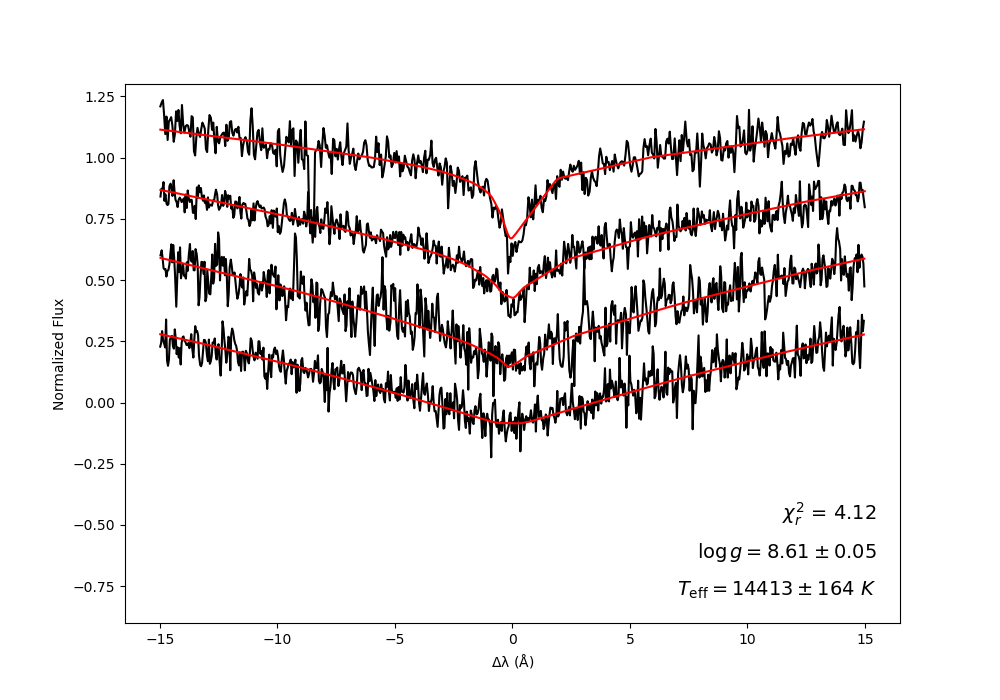 1.25
1.00
0.75
0.50
0.25
0.00
−0.25
−0.50
−0.75
Normalized Flux
χ²ᵣ = 4.12
log g = 8.61 ± 0.05
T_eff = 14413 ± 164 K
−15 −10 −5 0 5 10 15
Δλ (Å)